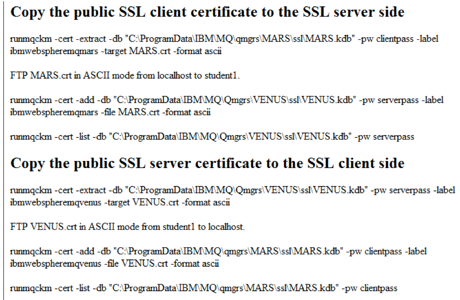 Copy the public SSL client certificate to the SSL server side
runmqckm -cert -extract -db "C:\ProgramData\IBM\MQ\qmgrs\MARS\ssl\MARS.kdb" -pw clientpass -label
ibmwebspheremqmars -target MARS.crt -format ascii
FTP MARS.crt in ASCII mode from localhost to student1.
runmqckm -cert -add -db "C:\ProgramData\IBM\MQ\Qmgrs\VENUS\ssl\VENUS.kdb" -pw serverpass -label
ibmwebspheremqmars -file MARS.crt -format ascii
runmqckm -cert -list -db "C:\ProgramData\IBM\MQ\Qmgrs\VENUS\ssl\VENUS.kdb" -pw serverpass
Copy the public SSL server certificate to the SSL client side
runmqckm -cert -extract -db "C:\ProgramData\IBM\MQ\Qmgrs\VENUS\ssl\VENUS.kdb" -pw serverpass -label
ibmwebspheremqvenus -target VENUS.crt -format ascii
FTP VENUS.crt in ASCII mode from student1 to localhost.
runmqckm -cert -add -db "C:\ProgramData\IBM\MQ\qmgrs\MARS\ssl\MARS.kdb" -pw clientpass -label
ibmwebspheremqvenus -file VENUS.crt -format ascii
runmqckm -cert -list -db "C:\ProgramData\IBM\MQ\qmgrs\MARS\ssl\MARS.kdb" -pw clientpass